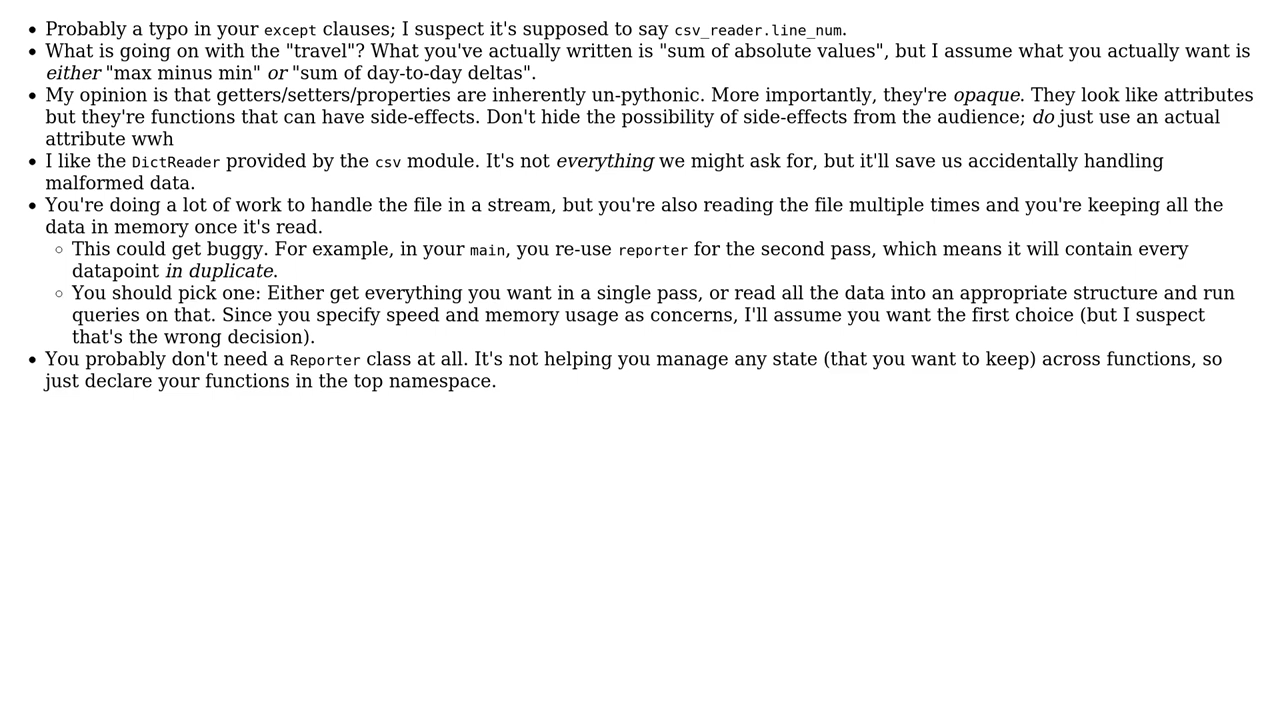 Probably a typo in your except clauses; I suspect it's supposed to say csv_reader.line_num.
What is going on with the "travel"? What you've actually written is "sum of absolute values", but I assume what you actually want is
either "max minus min" or "sum of day-to-day deltas".
My opinion is that getters/setters/properties are inherently un-pythonic. More importantly, they're opaque. They look like attributes
but they're functions that can have side-effects. Don't hide the possibility of side-effects from the audience; do just use an actual
attribute wwh
I like the DictReader provided by the csv module. It's not everything we might ask for, but it'll save us accidentally handling
malformed data.
You're doing a lot of work to handle the file in a stream, but you're also reading the file multiple times and you're keeping all the
data in memory once it's read.
This could get buggy. For example, in your main, you re-use reporter for the second pass, which means it will contain every
datapoint in duplicate.
You should pick one: Either get everything you want in a single pass, or read all the data into an appropriate structure and run
queries on that. Since you specify speed and memory usage as concerns, I'll assume you want the first choice (but I suspect
that's the wrong decision).
You probably don't need a Reporter class at all. It's not helping you manage any state (that you want to keep) across functions, so
just declare your functions in the top namespace.